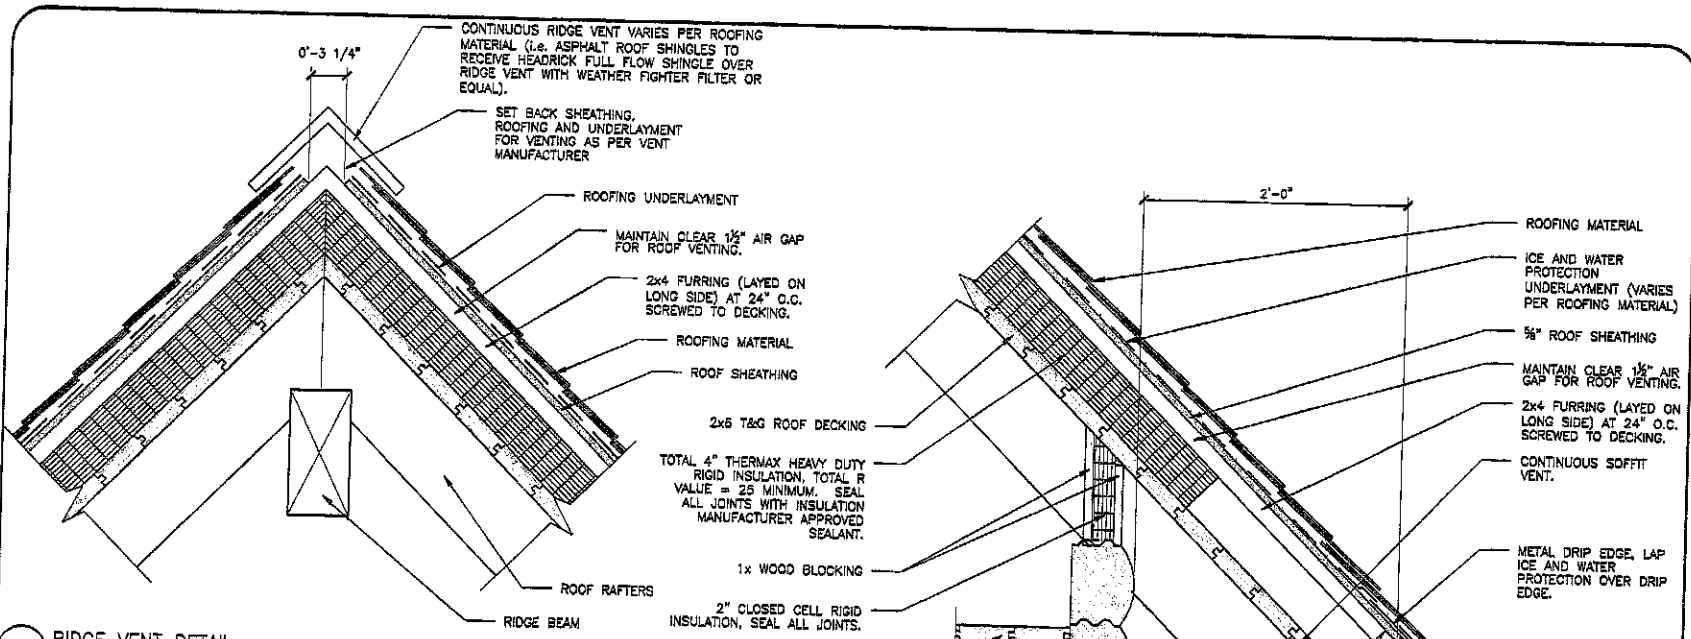 0'-3 1/4"
CONTINUOUS RIDGE VENT VARIES PER ROOFING
MATERIAL (i.e. ASPHALT ROOF SHINGLES TO
RECEIVE HEADRICK FULL FLOW SHINGLE OVER
RIDGE VENT WITH WEATHER FIGHTER FILTER OR
EQUAL).
SET BACK SHEATHING,
ROOFING AND UNDERLAYMENT
FOR VENTING AS PER VENT
MANUFACTURER
ROOFING UNDERLAYMENT
MAINTAIN CLEAR 1½" AIR GAP
FOR ROOF VENTING.
2x4 FURRING (LAYED ON
LONG SIDE) AT 24" O.C.
SCREWED TO DECKING.
ROOFING MATERIAL
ROOF SHEATHING
2x6 T&G ROOF DECKING
TOTAL 4" THERMAX HEAVY DUTY
RIGID INSULATION, TOTAL R
VALUE = 25 MINIMUM. SEAL
ALL JOINTS WITH INSULATION
MANUFACTURER APPROVED
SEALANT.
1x WOOD BLOCKING
2" CLOSED CELL RIGID
INSULATION, SEAL ALL JOINTS.
ROOF RAFTERS
RIDGE BEAM
RIDGE VENT DETAIL
2'-0"
ROOFING MATERIAL
ICE AND WATER
PROTECTION
UNDERLAYMENT (VARIES
PER ROOFING MATERIAL)
⅝" ROOF SHEATHING
MAINTAIN CLEAR 1½" AIR
GAP FOR ROOF VENTING.
2x4 FURRING (LAYED ON
LONG SIDE) AT 24" O.C.
SCREWED TO DECKING.
CONTINUOUS SOFFIT
VENT.
METAL DRIP EDGE, LAP
ICE AND WATER
PROTECTION OVER DRIP
EDGE.